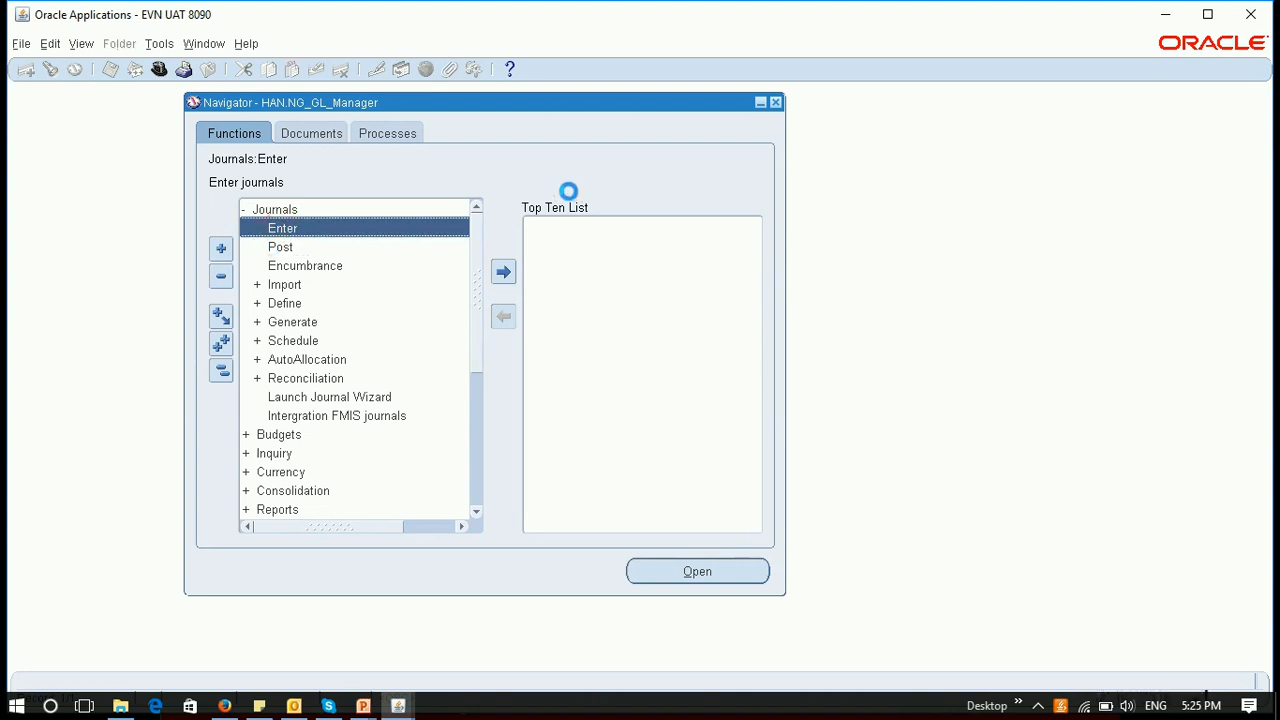 Oracle Applications - EVN UAT 8090
File Edit View Folder Tools Window Help
ORACLE
Navigator - HAN.NG_GL_Manager
Functions Documents Processes
Journals:Enter
Enter journals
Top Ten List
- Journals
Enter
Post
Encumbrance
+ Import
+ Define
+ Generate
+ Schedule
+ AutoAllocation
+ Reconciliation
Launch Journal Wizard
Intergration FMIS journals
+ Budgets
+ Inquiry
+ Currency
+ Consolidation
+ Reports
Open
Desktop
ENG
5:25 PM